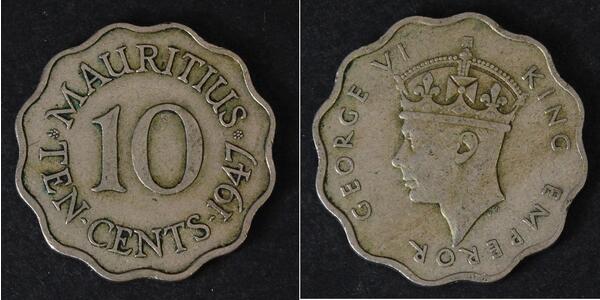 MAURITIUS
10
TEN·CENTS·1947
GEORGE VI KING EMPEROR